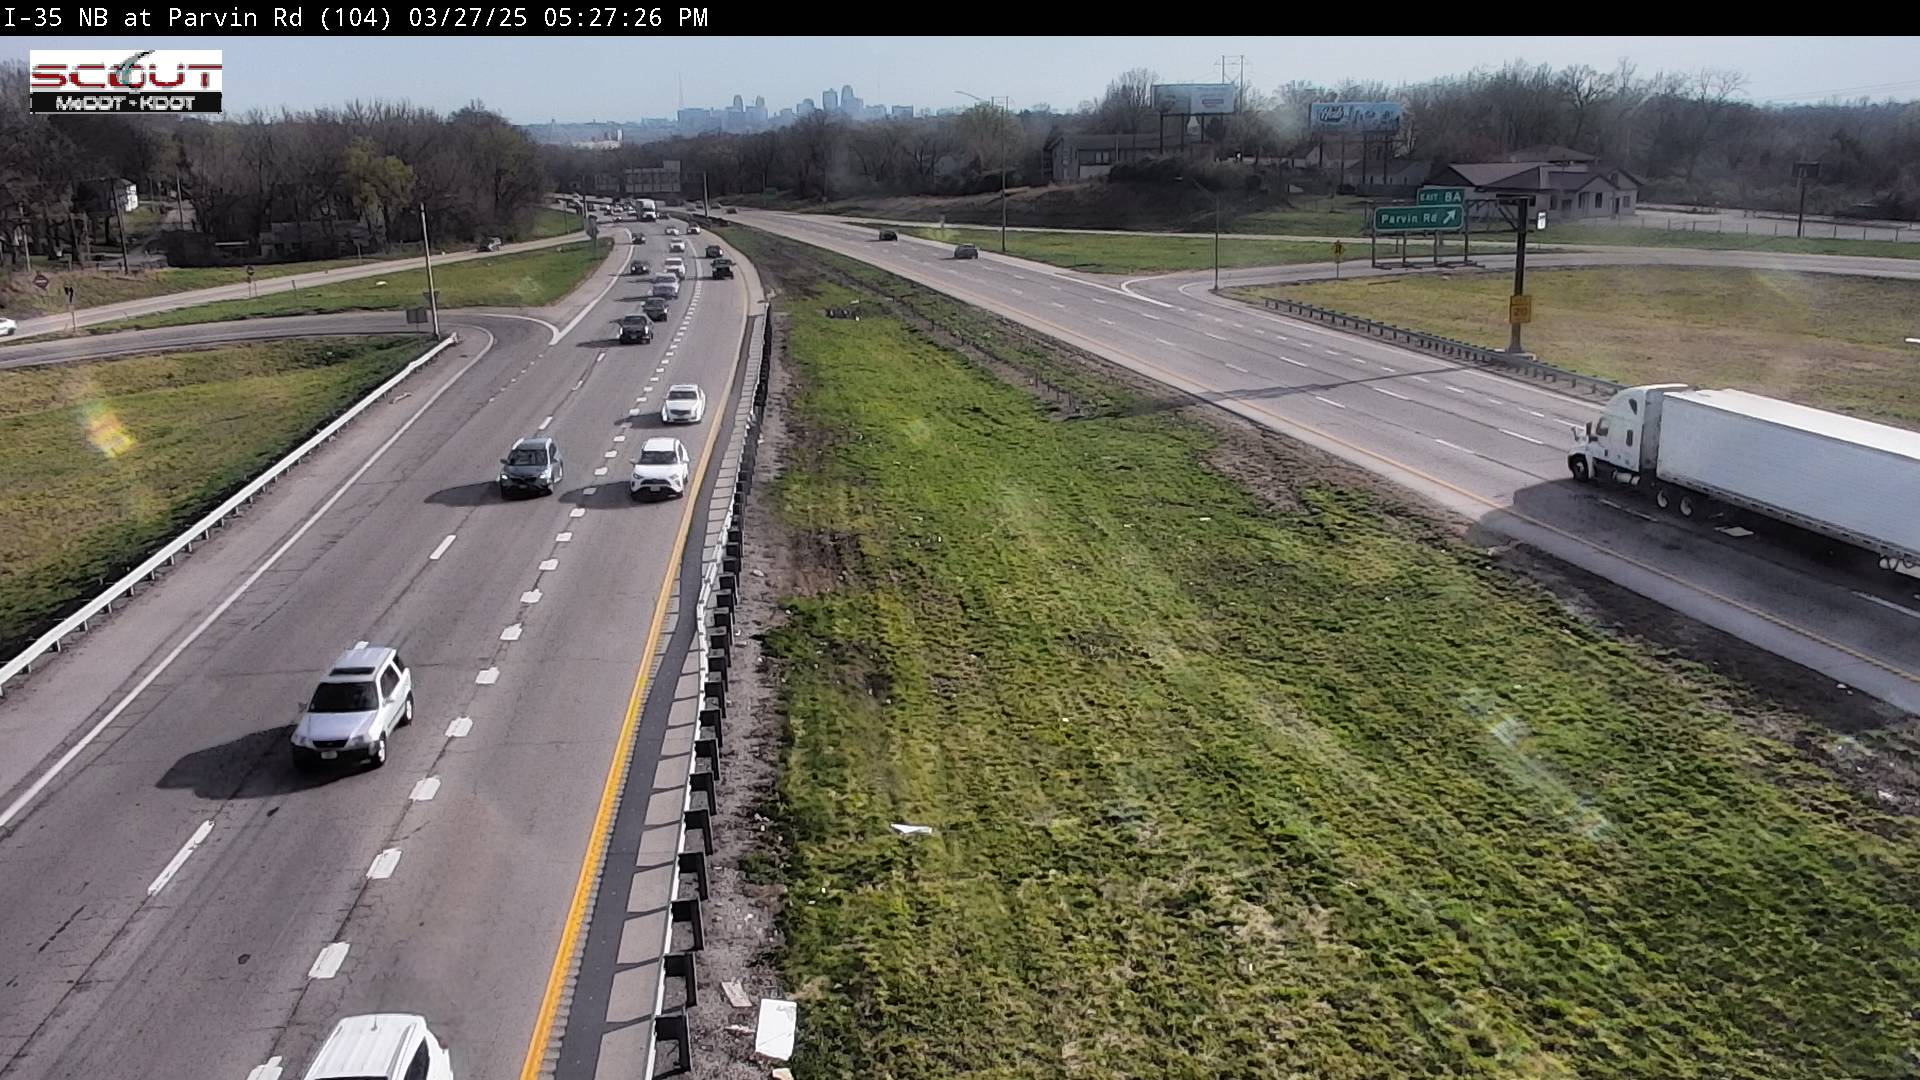 I-35 NB at Parvin Rd (104) 03/27/25 05:27:26 PM
SCOUT
MoDOT - KDOT
EXIT 8A
Parvin Rd